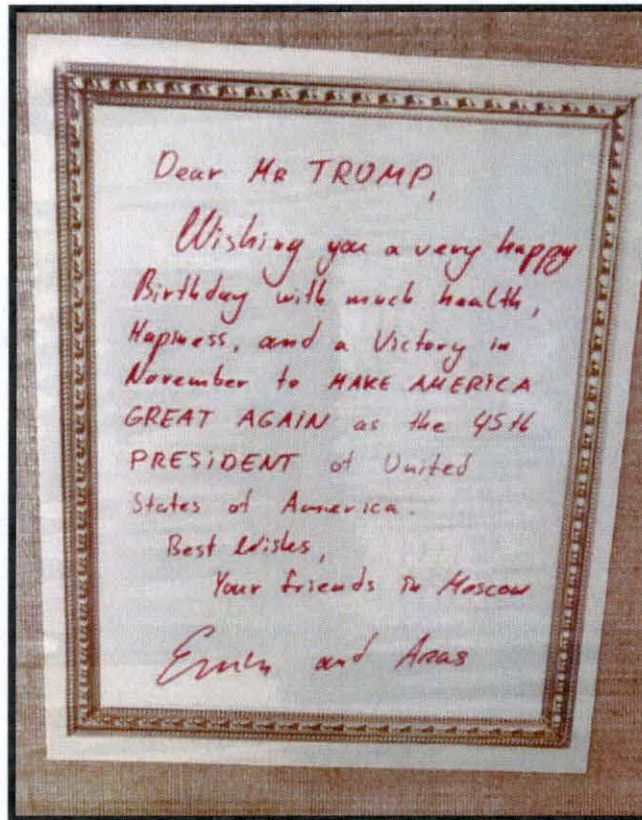 Dear MR TRUMP,
Wishing you a very happy
Birthday with much health,
Hapiness, and a Victory in
November to MAKE AMERICA
GREAT AGAIN as the 45th
PRESIDENT of United
States of America.
Best Wishes,
Your friends in Moscow
Emin and Aras